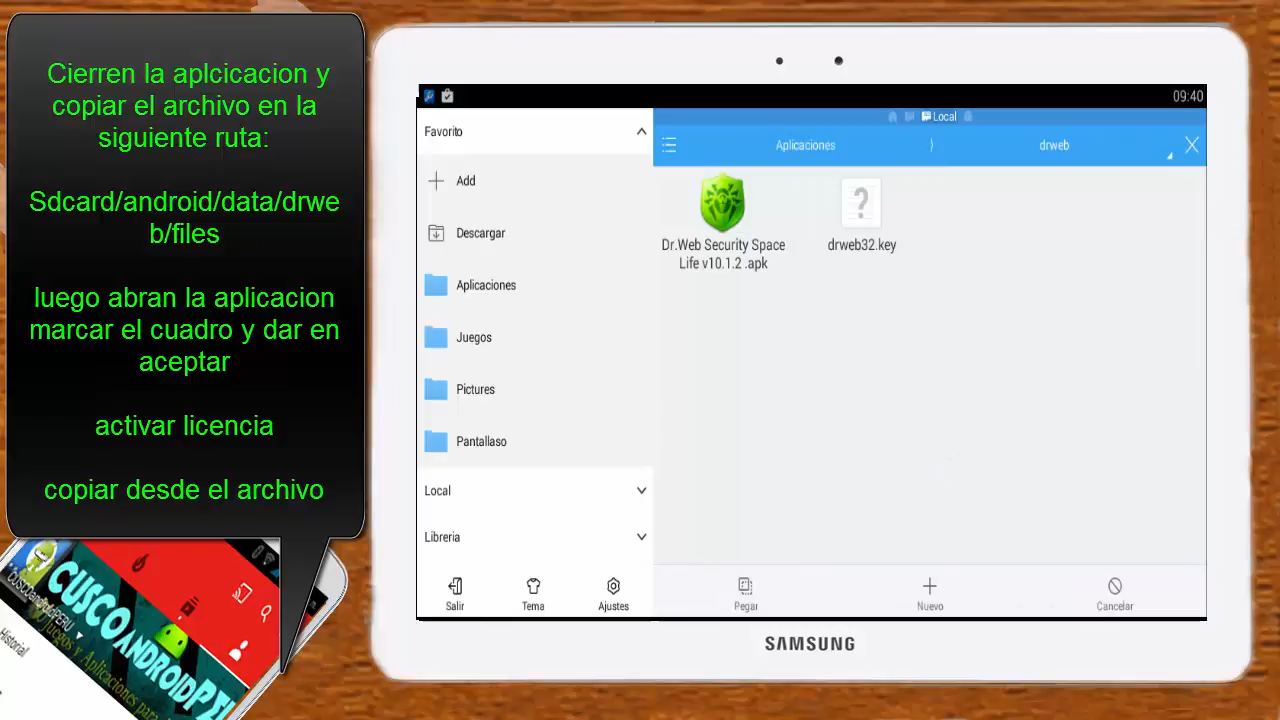 Cierren la aplcicacion y
copiar el archivo en la
siguiente ruta:
Sdcard/android/data/drwe
b/files
luego abran la aplicacion
marcar el cuadro y dar en
aceptar
activar licencia
copiar desde el archivo
09:40
Favorito
Add
Descargar
Aplicaciones
Juegos
Pictures
Pantallaso
Local
Libreria
Salir
Tema
Ajustes
Local
Aplicaciones
drweb
Dr.Web Security Space
Life v10.1.2 .apk
drweb32.key
Pegar
Nuevo
Cancelar
SAMSUNG
Historial